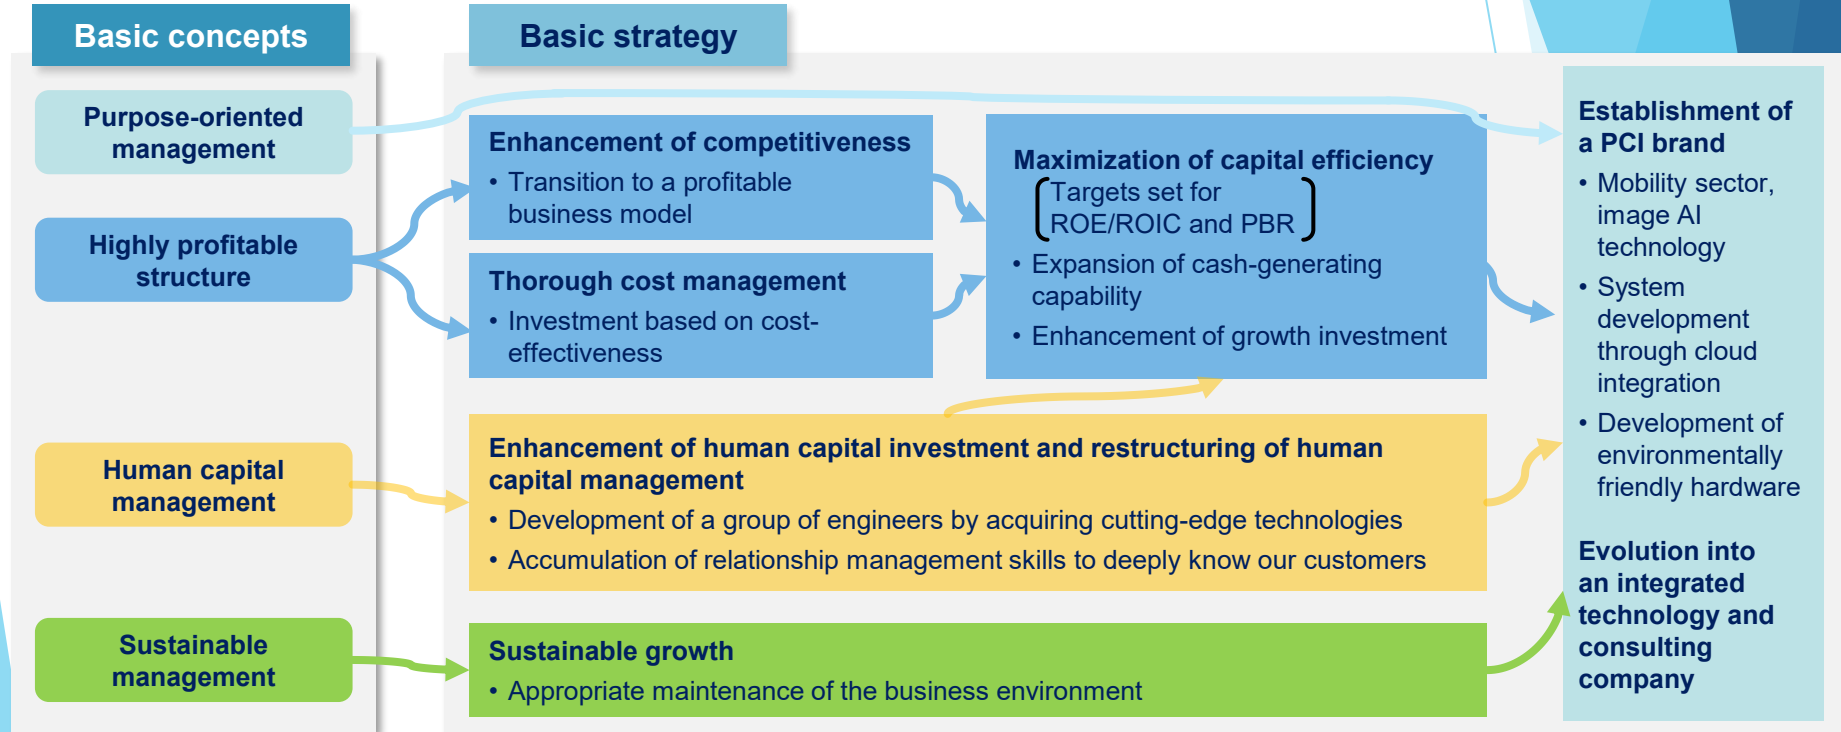 Basic concepts
Basic strategy
Purpose-oriented
management
Highly profitable
structure
Human capital
management
Sustainable
management
Enhancement of competitiveness
• Transition to a profitable
business model
Thorough cost management
• Investment based on cost-
effectiveness
Maximization of capital efficiency
Targets set for
ROE/ROIC and PBR
• Expansion of cash-generating
capability
• Enhancement of growth investment
Enhancement of human capital investment and restructuring of human
capital management
• Development of a group of engineers by acquiring cutting-edge technologies
• Accumulation of relationship management skills to deeply know our customers
Sustainable growth
• Appropriate maintenance of the business environment
Establishment of
a PCI brand
• Mobility sector,
image AI
technology
• System
development
through cloud
integration
• Development of
environmentally
friendly hardware
Evolution into
an integrated
technology and
consulting
company